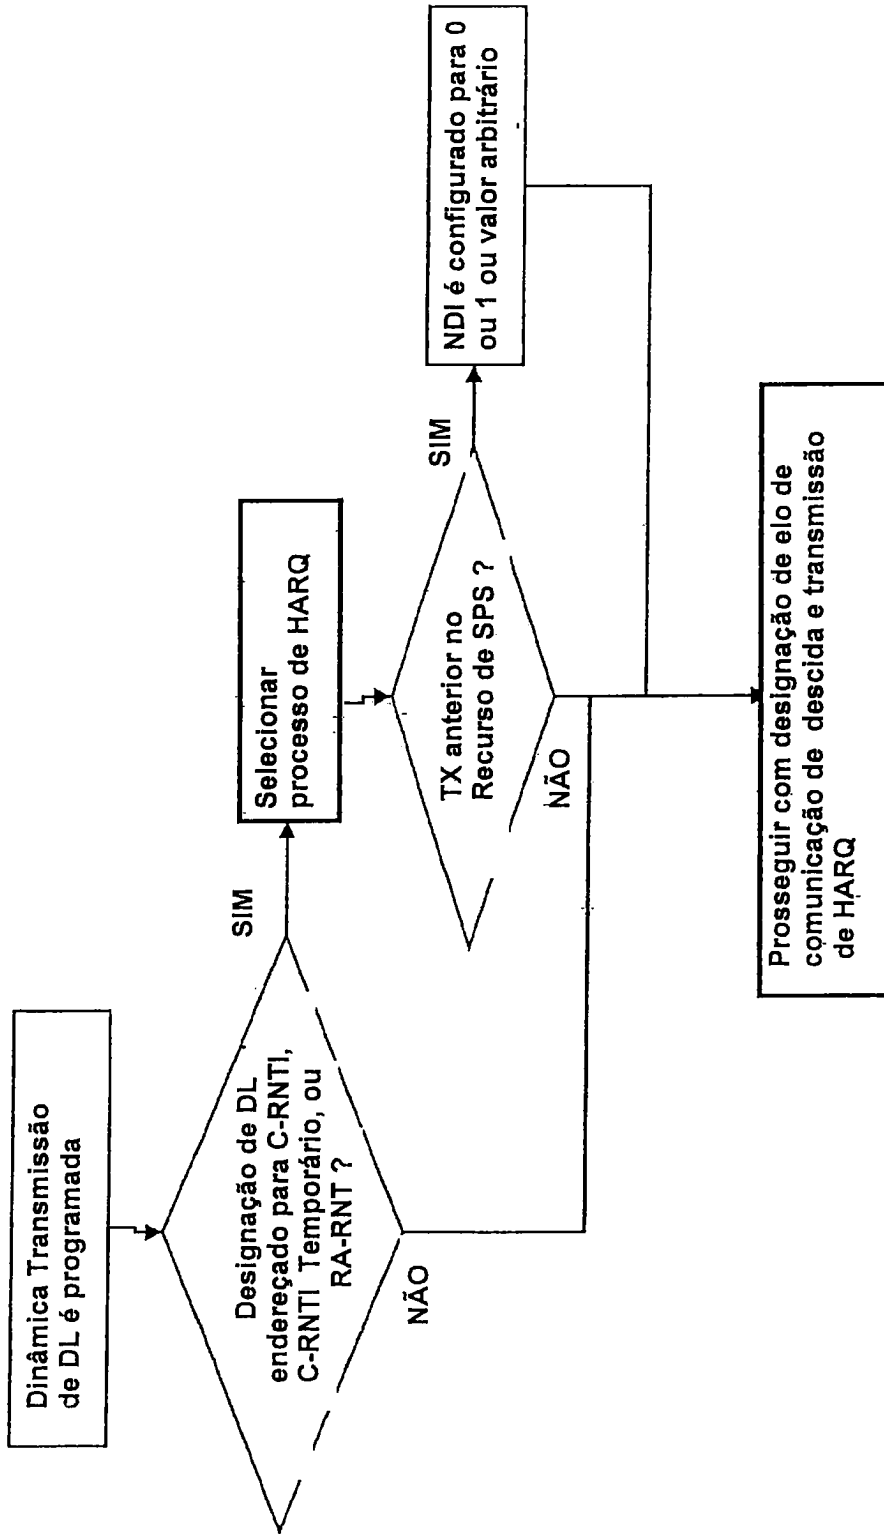 Dinâmica Transmissão
de DL é programada
Designação de DL
endereçado para C-RNTI,
C-RNTI Temporário, ou
RA-RNT ?
SIM
NÃO
Selecionar
processo de HARQ
TX anterior no
Recurso de SPS ?
SIM
NÃO
NDI é configurado para 0
ou 1 ou valor arbitrário
Prosseguir com designação de elo de
comunicação de descida e transmissão
de HARQ